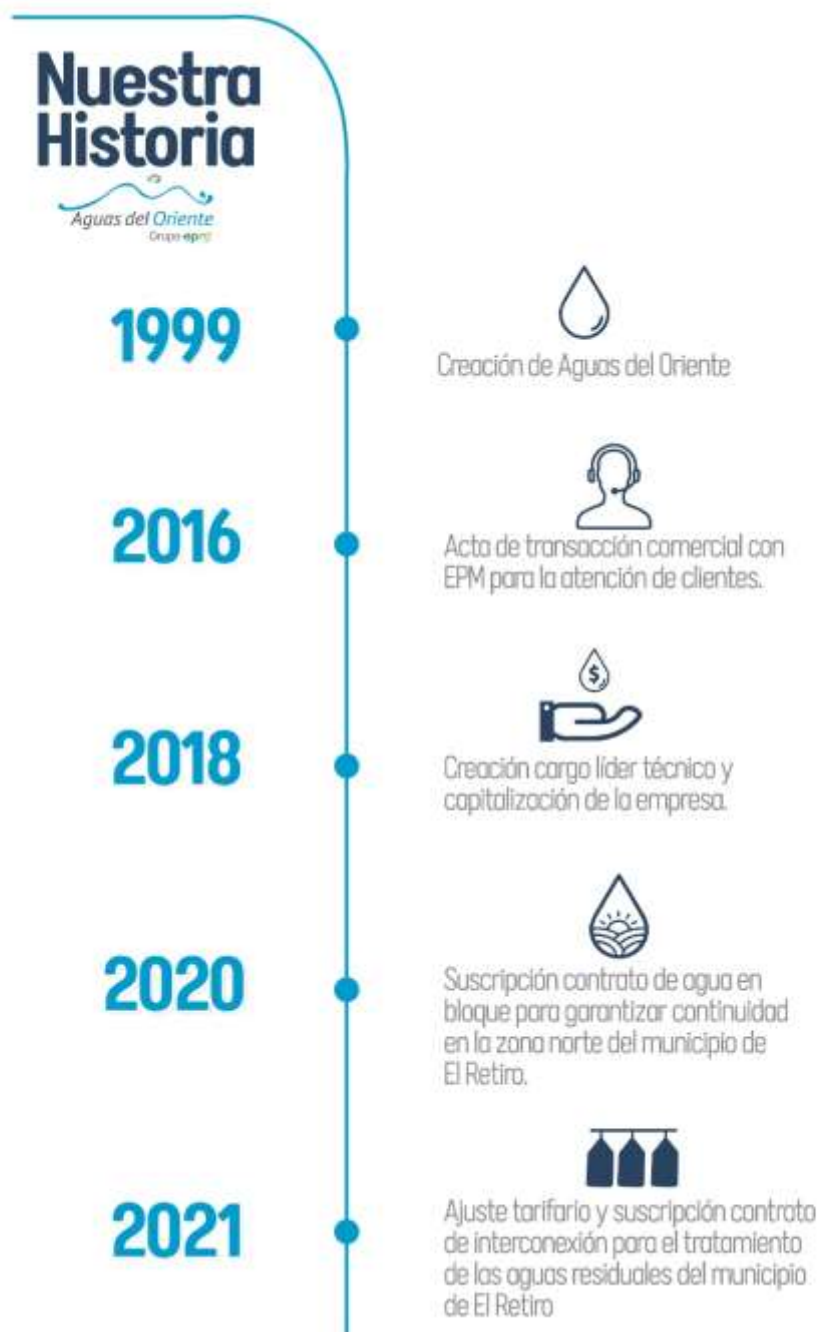 Nuestra
Historia
Aguas del Oriente
Grupo·epm
1999
Creación de Aguas del Oriente
2016
Acta de transacción comercial con
EPM para la atención de clientes.
2018
$
Creación cargo líder técnico y
capitalización de la empresa.
2020
Suscripción contrato de agua en
bloque para garantizar continuidad
en la zona norte del municipio de
El Retiro.
2021
Ajuste tarifario y suscripción contrato
de interconexión para el tratamiento
de las aguas residuales del municipio
de El Retiro